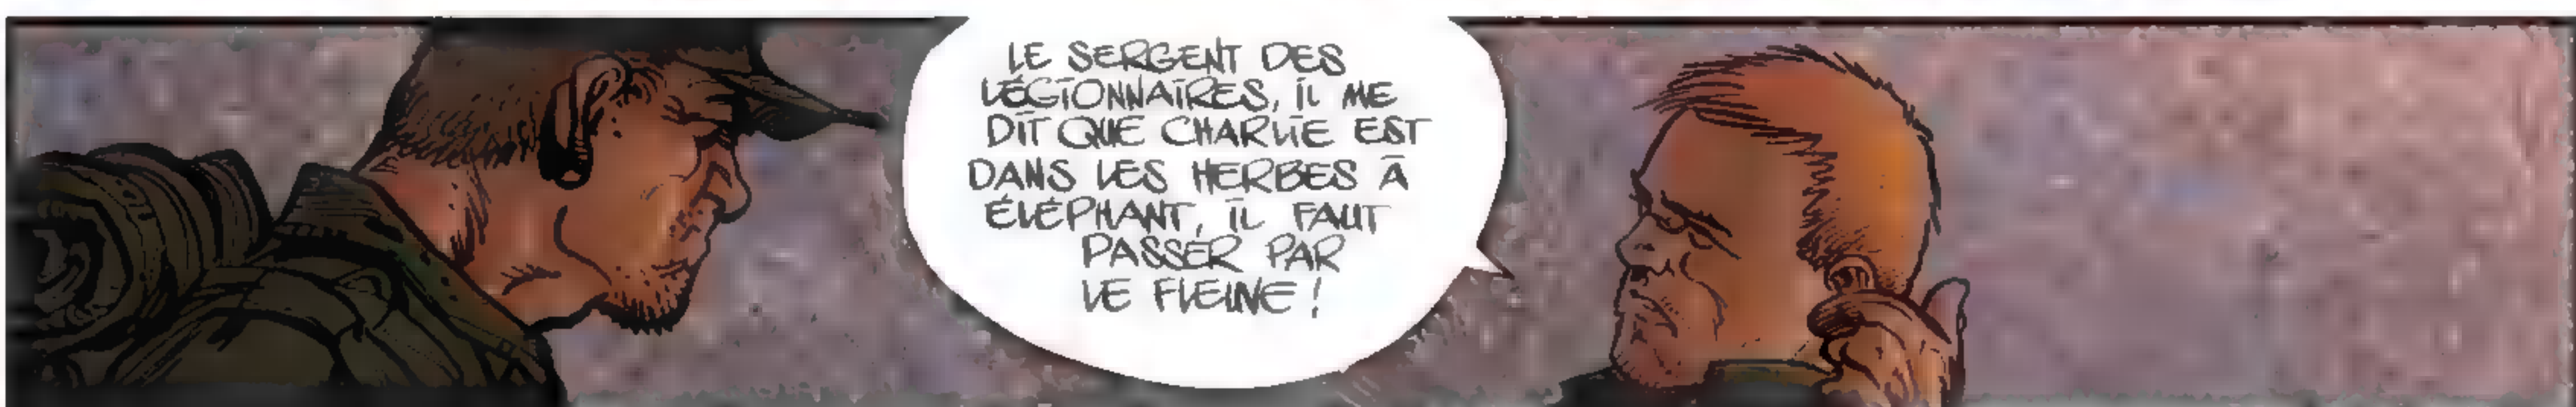 LE SERGENT DES
LÉGIONNAIRES, IL ME
DIT QUE CHARLIE EST
DANS LES HERBES À
ÉLÉPHANT, IL FAUT
PASSER PAR
LE FLEUVE !